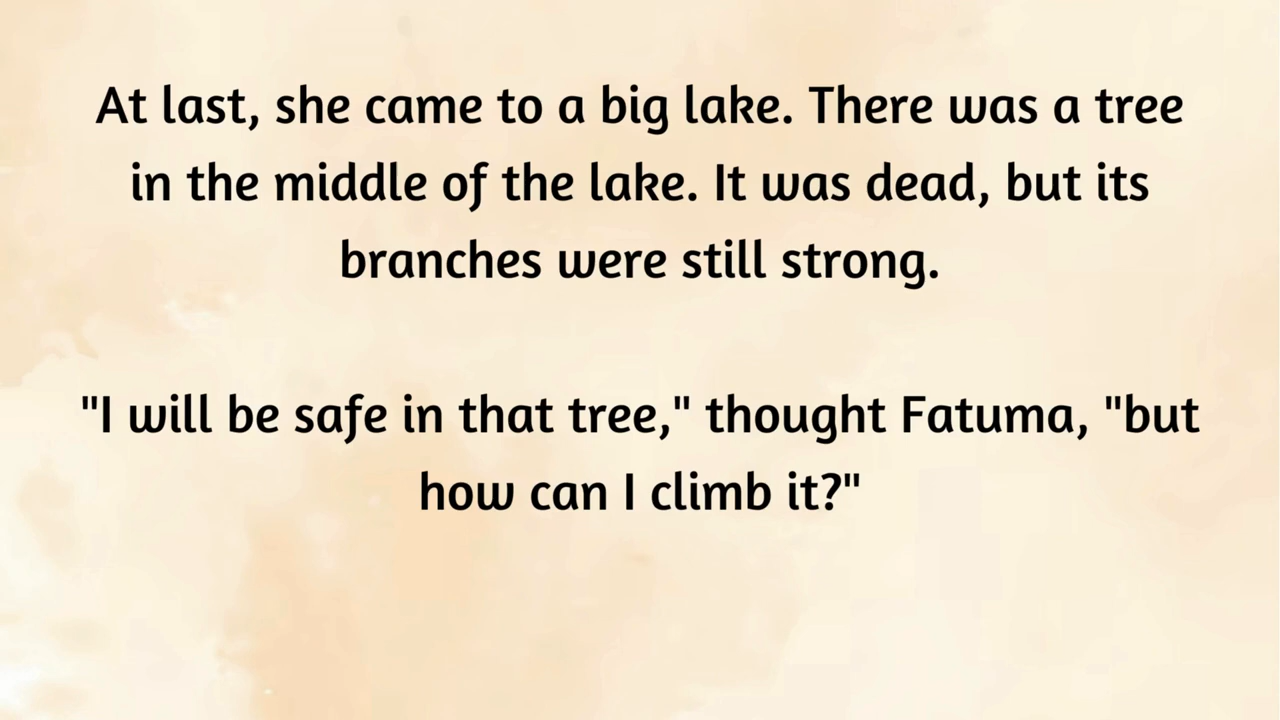 At last, she came to a big lake. There was a tree
in the middle of the lake. It was dead, but its
branches were still strong.
"I will be safe in that tree," thought Fatuma, "but
how can I climb it?"